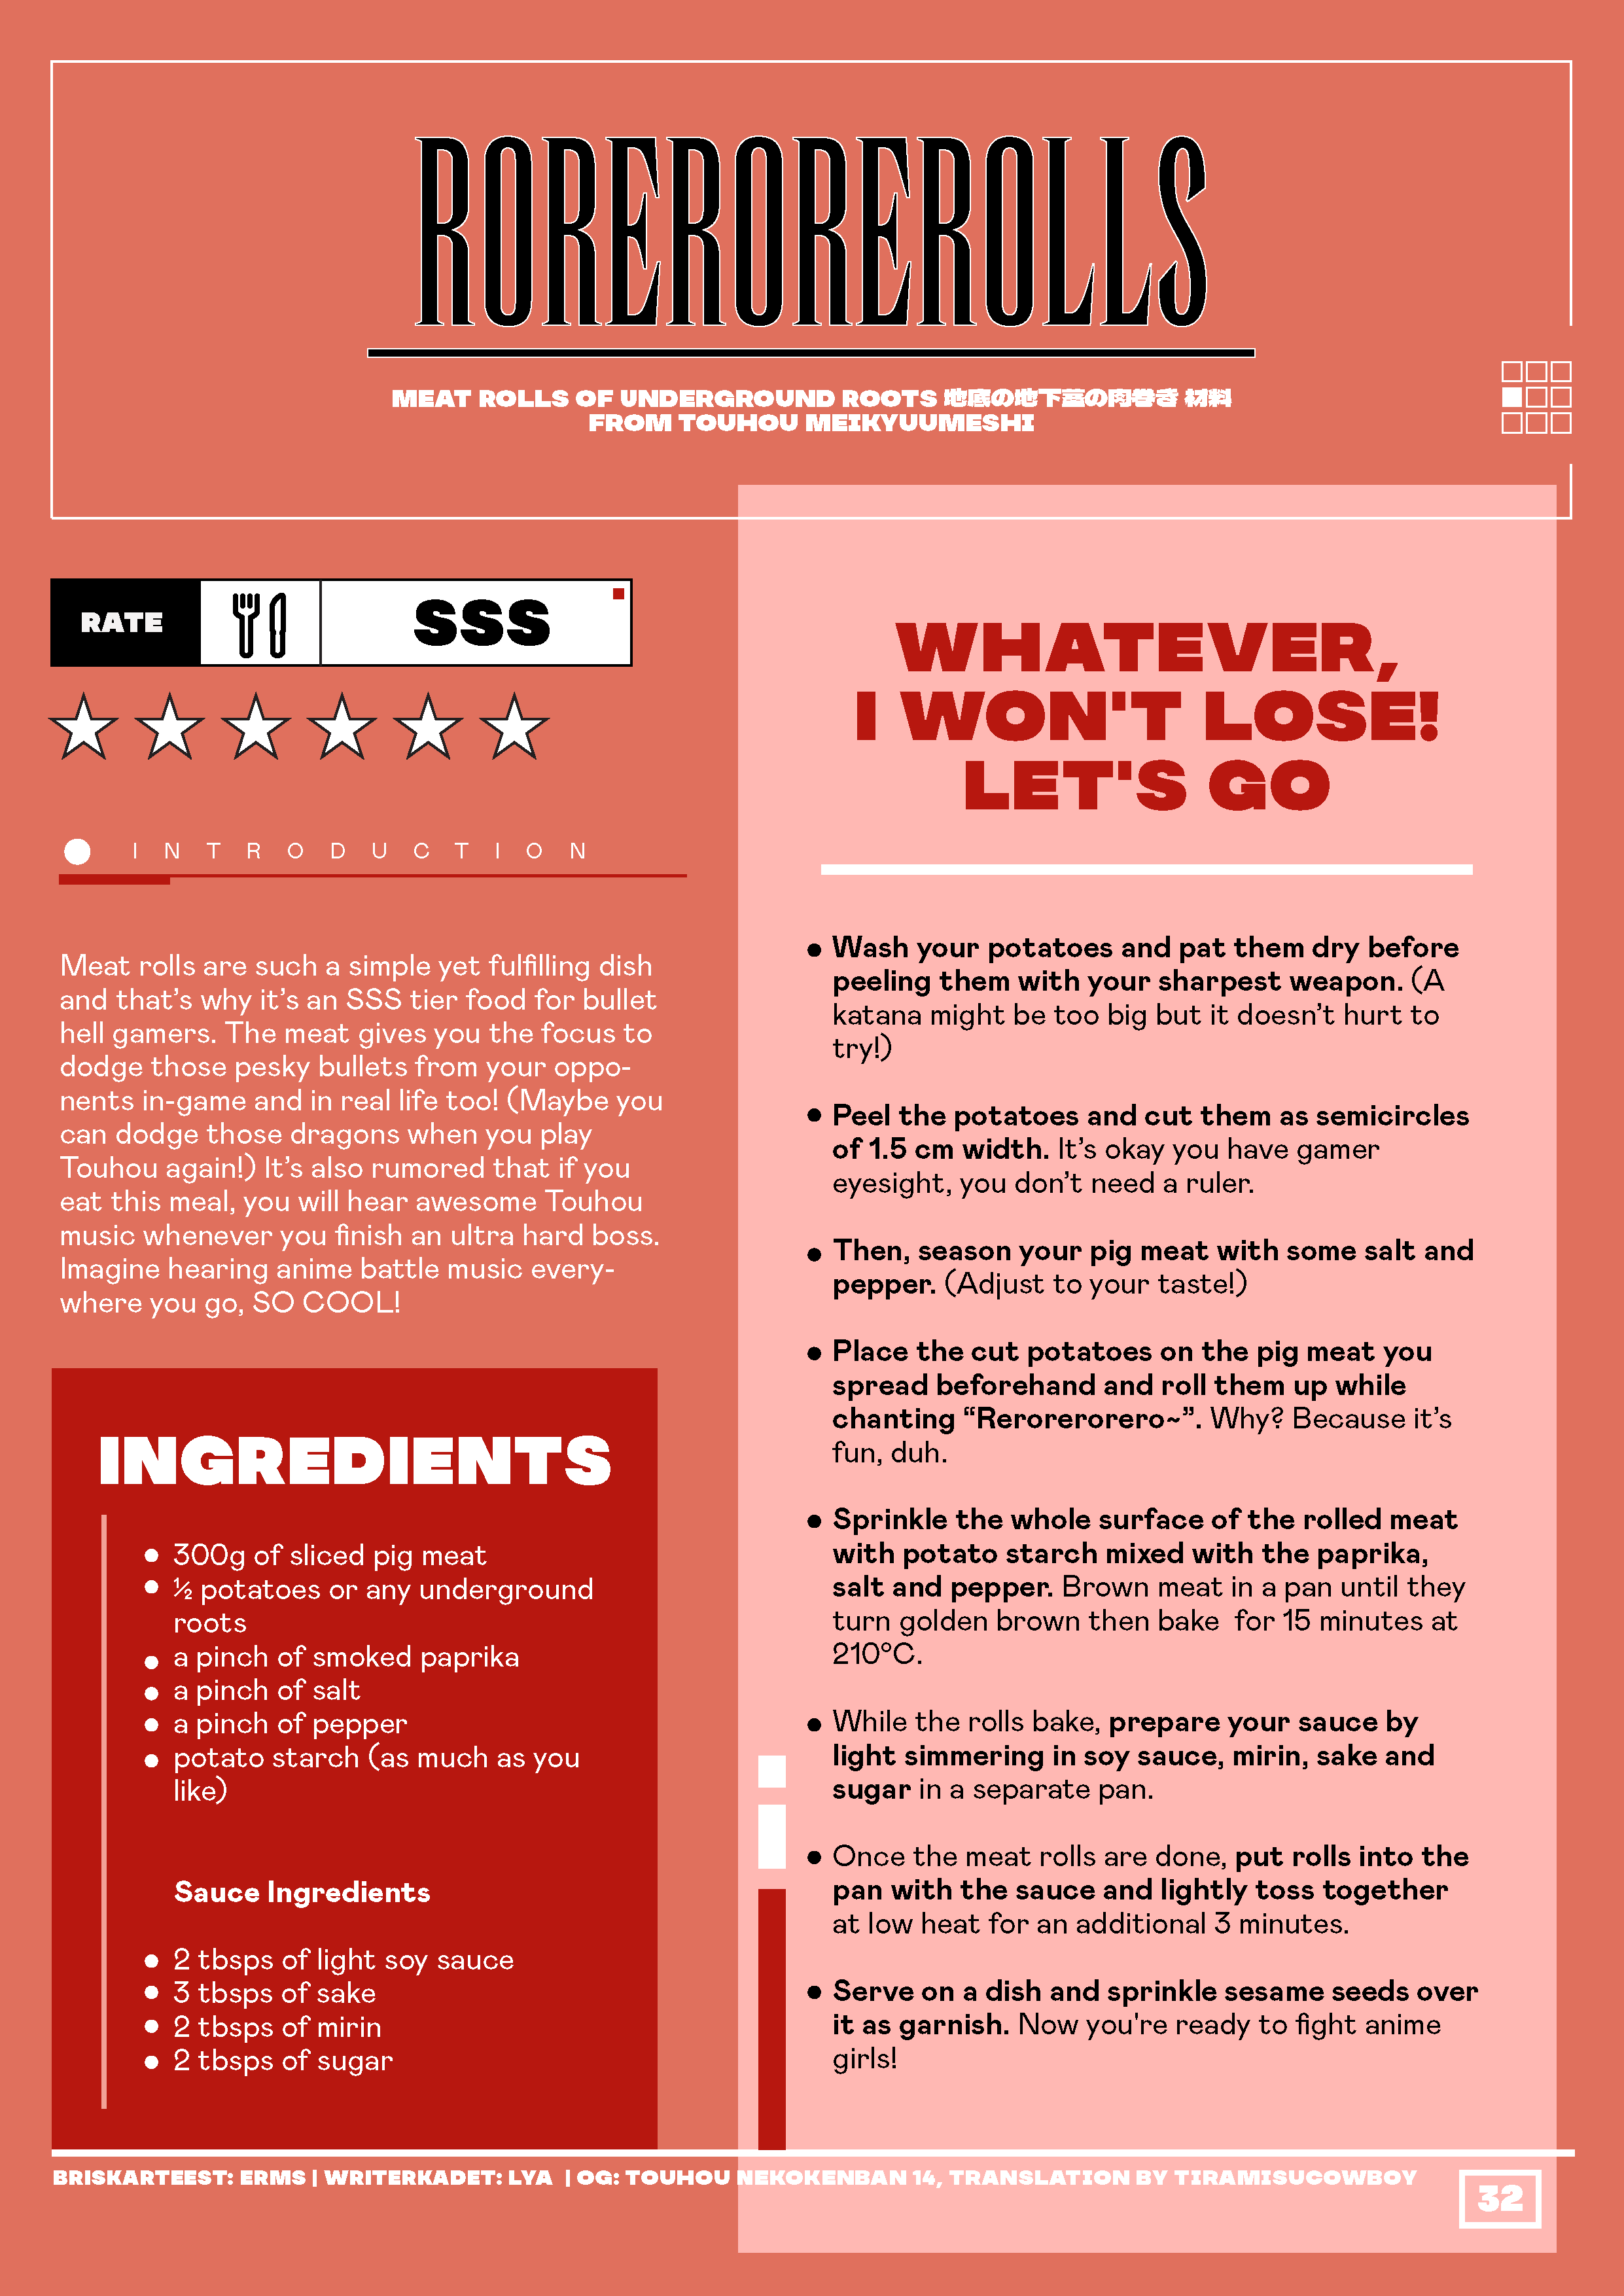 ROREROREROLLS
MEAT ROLLS OF UNDERGROUND ROOTS 地底の地下茎の肉巻き 材料
FROM TOUHOU MEIKYUUMESHI
RATE
SSS
INTRODUCTION
Meat rolls are such a simple yet fulfilling dish
and that’s why it’s an SSS tier food for bullet
hell gamers. The meat gives you the focus to
dodge those pesky bullets from your oppo-
nents in-game and in real life too! (Maybe you
can dodge those dragons when you play
Touhou again!) It’s also rumored that if you
eat this meal, you will hear awesome Touhou
music whenever you finish an ultra hard boss.
Imagine hearing anime battle music every-
where you go, SO COOL!
INGREDIENTS
300g of sliced pig meat
½ potatoes or any underground
roots
a pinch of smoked paprika
a pinch of salt
a pinch of pepper
potato starch (as much as you
like)
Sauce Ingredients
2 tbsps of light soy sauce
3 tbsps of sake
2 tbsps of mirin
2 tbsps of sugar
WHATEVER,
I WON'T LOSE!
LET'S GO
Wash your potatoes and pat them dry before
peeling them with your sharpest weapon. (A
katana might be too big but it doesn’t hurt to
try!)
Peel the potatoes and cut them as semicircles
of 1.5 cm width. It’s okay you have gamer
eyesight, you don’t need a ruler.
Then, season your pig meat with some salt and
pepper. (Adjust to your taste!)
Place the cut potatoes on the pig meat you
spread beforehand and roll them up while
chanting “Rerorerorero~”. Why? Because it’s
fun, duh.
Sprinkle the whole surface of the rolled meat
with potato starch mixed with the paprika,
salt and pepper. Brown meat in a pan until they
turn golden brown then bake  for 15 minutes at
210°C.
While the rolls bake, prepare your sauce by
light simmering in soy sauce, mirin, sake and
sugar in a separate pan.
Once the meat rolls are done, put rolls into the
pan with the sauce and lightly toss together
at low heat for an additional 3 minutes.
Serve on a dish and sprinkle sesame seeds over
it as garnish. Now you're ready to fight anime
girls!
BRISKARTEEST: ERMS | WRITERKADET: LYA | OG: TOUHOU NEKOKENBAN 14, TRANSLATION BY TIRAMISUCOWBOY
32